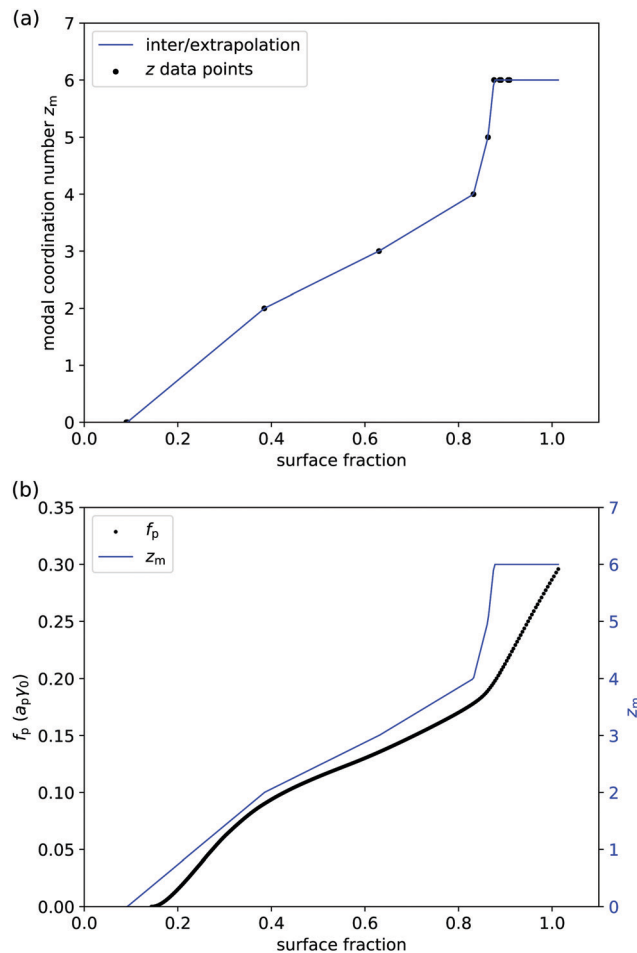 (a)
7
6
5
4
3
2
1
0
modal coordination number zm
inter/extrapolation
z data points
0.0 0.2 0.4 0.6 0.8 1.0
surface fraction
(b)
0.35
0.30
0.25
0.20
0.15
0.10
0.05
0.00
fp (apγ0)
fp
zm
7
6
5
4
3
2
1
0
zm
0.0 0.2 0.4 0.6 0.8 1.0
surface fraction